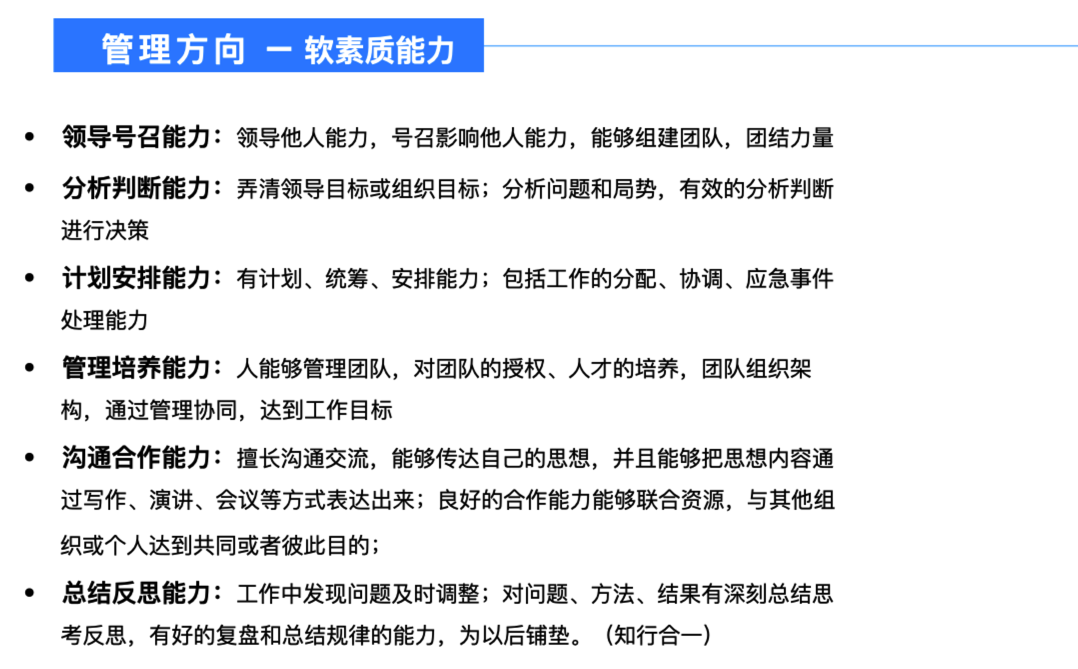 管理方向 — 软素质能力
• 领导号召能力：领导他人能力，号召影响他人能力，能够组建团队，团结力量
• 分析判断能力：弄清领导目标或组织目标；分析问题和局势，有效的分析判断
进行决策
• 计划安排能力：有计划、统筹、安排能力；包括工作的分配、协调、应急事件
处理能力
• 管理培养能力：人能够管理团队，对团队的授权、人才的培养，团队组织架
构，通过管理协同，达到工作目标
• 沟通合作能力：擅长沟通交流，能够传达自己的思想，并且能够把思想内容通
过写作、演讲、会议等方式表达出来；良好的合作能力能够联合资源，与其他组
织或个人达到共同或者彼此目的；
• 总结反思能力：工作中发现问题及时调整；对问题、方法、结果有深刻总结思
考反思，有好的复盘和总结规律的能力，为以后铺垫。（知行合一）